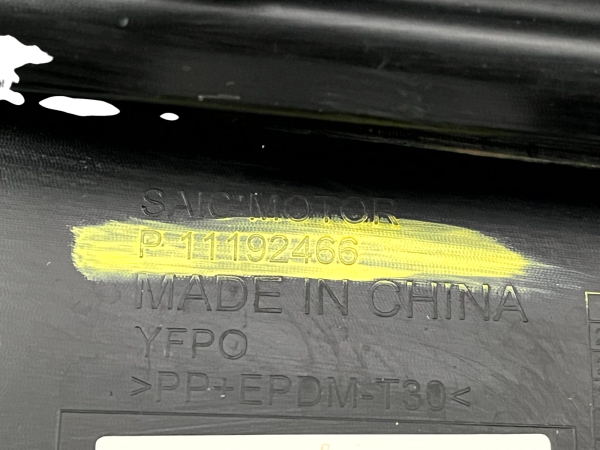 SAIC MOTOR
P 11192466
MADE IN CHINA
YFPO
>PP+EPDM-T30<